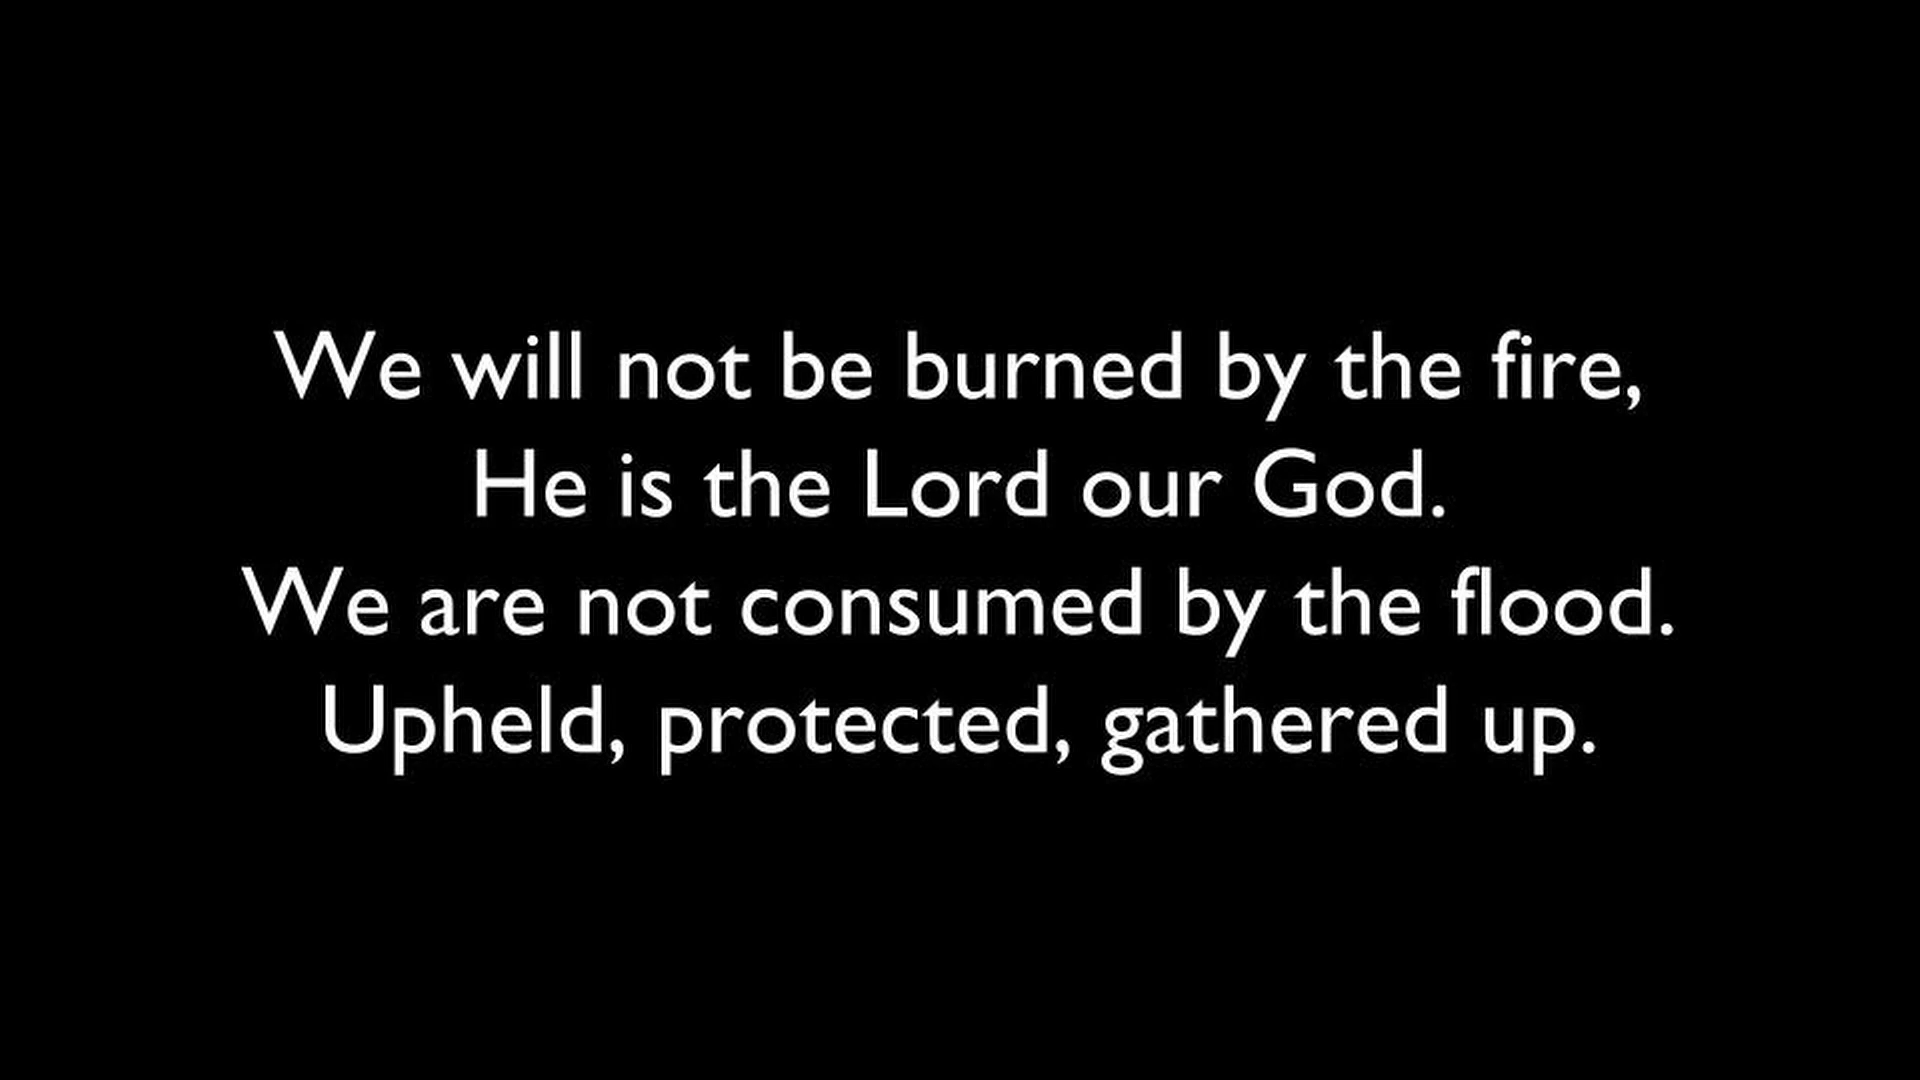 We will not be burned by the fire,
He is the Lord our God.
We are not consumed by the flood.
Upheld, protected, gathered up.